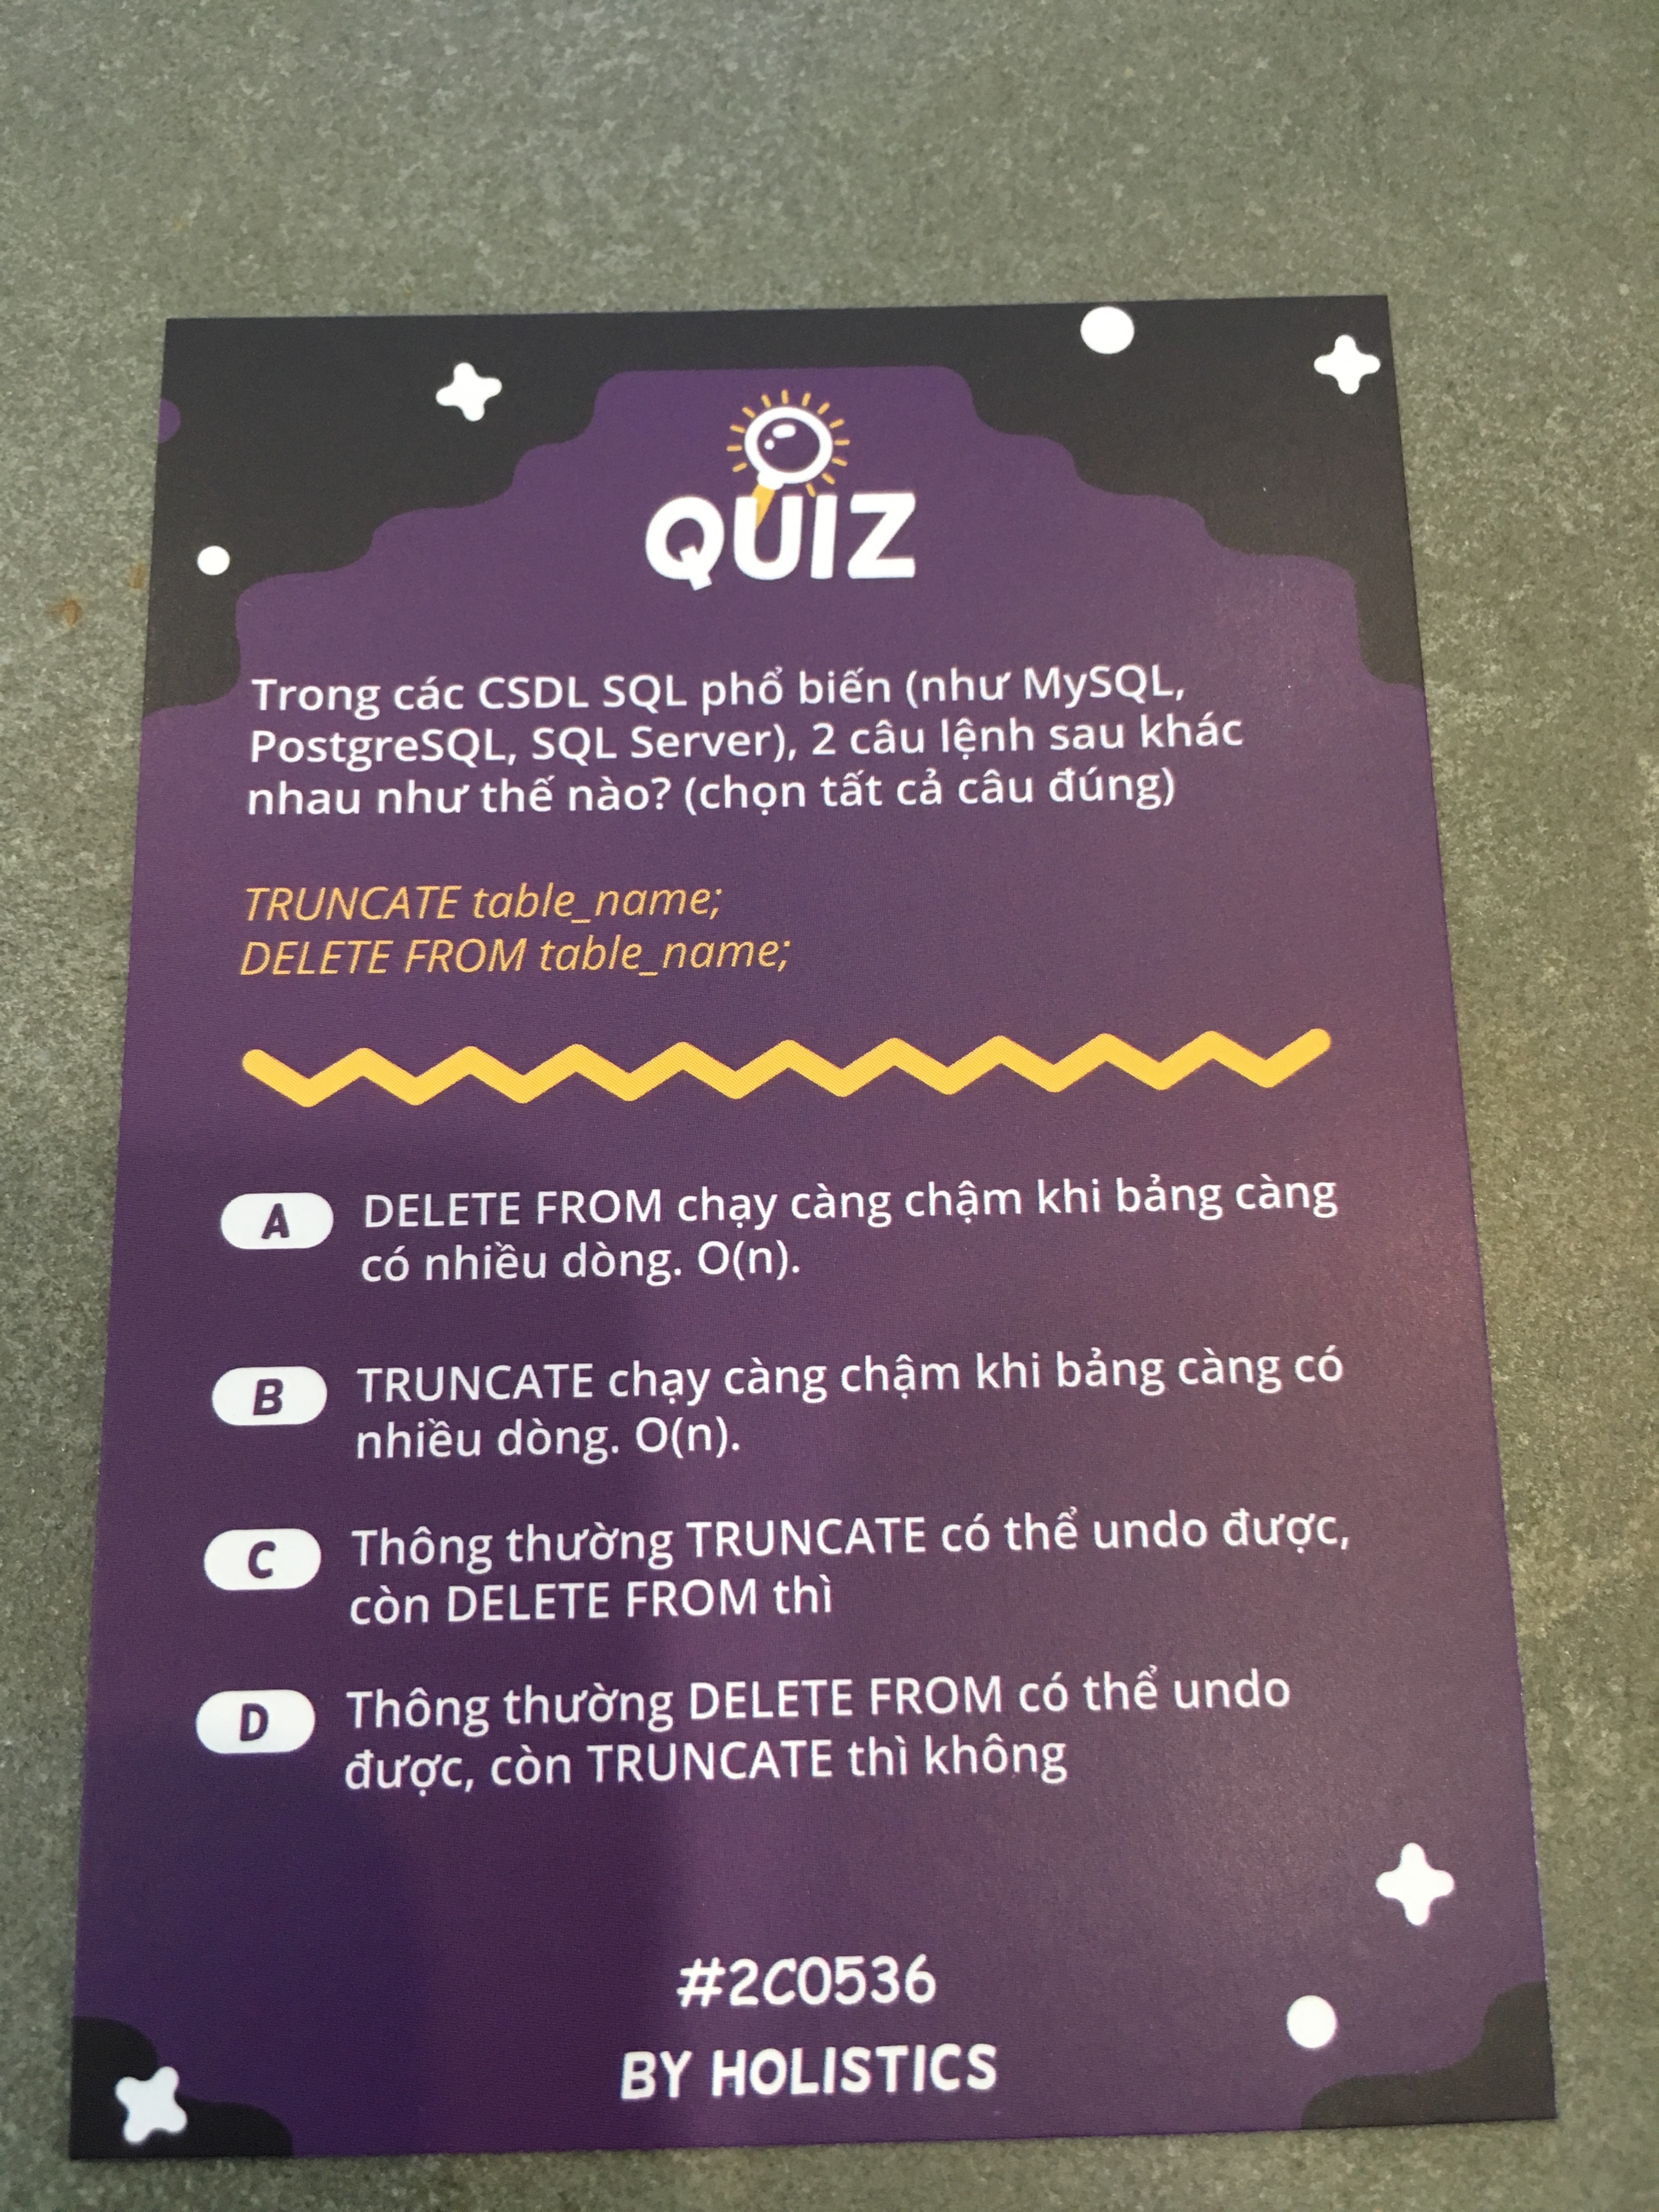 QUIZ
Trong các CSDL SQL phổ biến (như MySQL,
PostgreSQL, SQL Server), 2 câu lệnh sau khác
nhau như thế nào? (chọn tất cả câu đúng)
TRUNCATE table_name;
DELETE FROM table_name;
A DELETE FROM chạy càng chậm khi bảng càng
có nhiều dòng. O(n).
B TRUNCATE chạy càng chậm khi bảng càng có
nhiều dòng. O(n).
C Thông thường TRUNCATE có thể undo được,
còn DELETE FROM thì
D Thông thường DELETE FROM có thể undo
được, còn TRUNCATE thì không
#2C0536
BY HOLISTICS